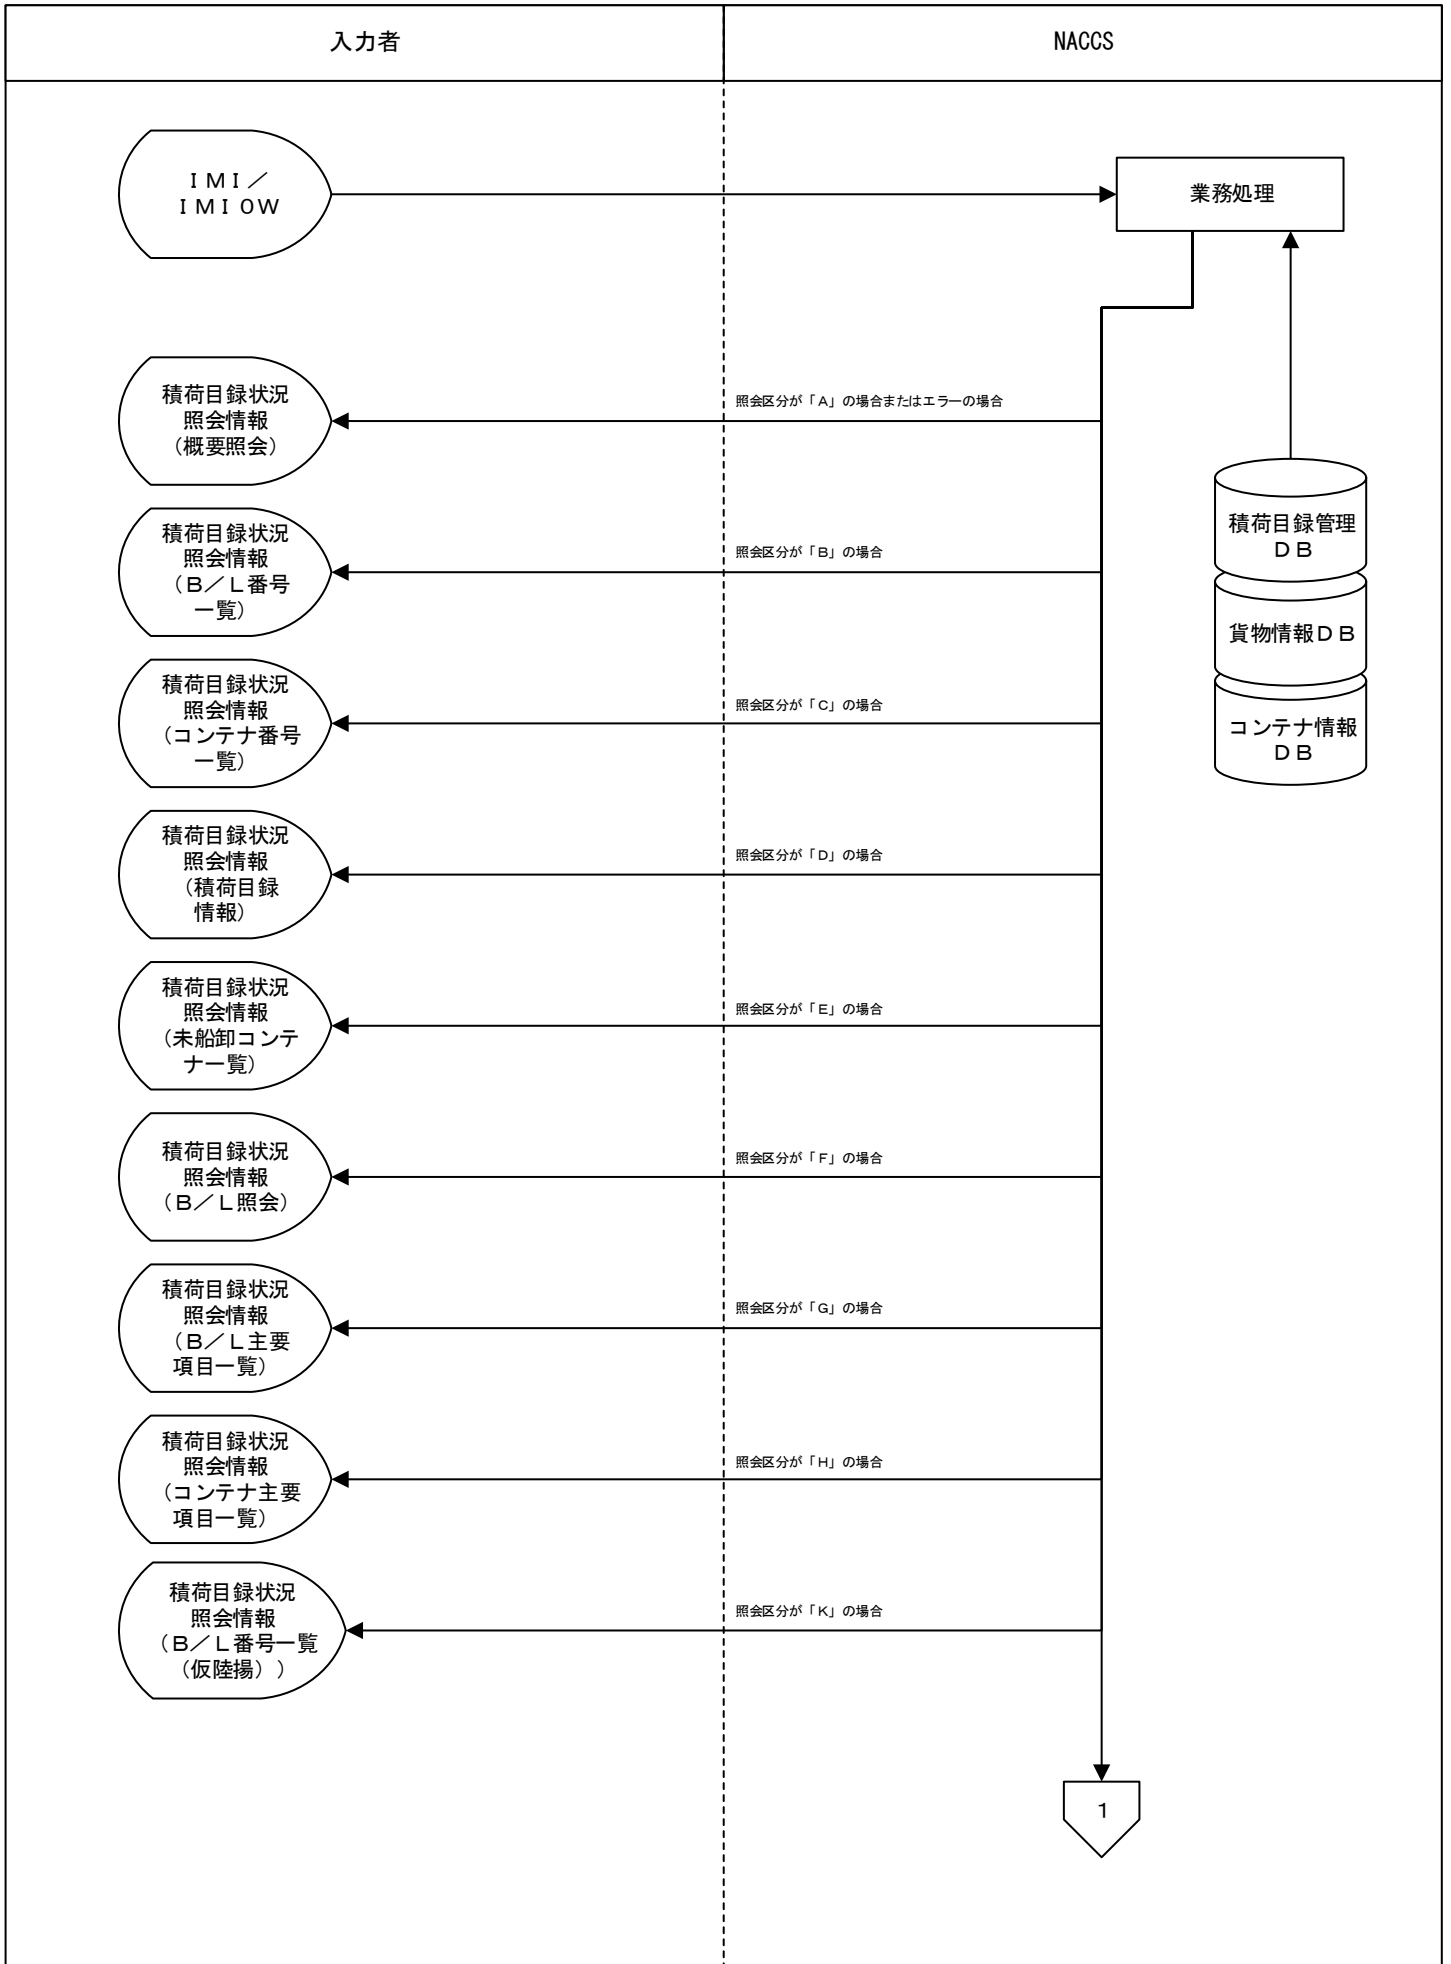 入力者
NACCS
ＩＭＩ／
ＩＭＩ０Ｗ
業務処理
積荷目録状況
照会情報
（概要照会）
照会区分が「Ａ」の場合またはエラーの場合
積荷目録管理
ＤＢ
貨物情報ＤＢ
コンテナ情報
ＤＢ
積荷目録状況
照会情報
（Ｂ／Ｌ番号
一覧）
照会区分が「Ｂ」の場合
積荷目録状況
照会情報
（コンテナ番号
一覧）
照会区分が「Ｃ」の場合
積荷目録状況
照会情報
（積荷目録
情報）
照会区分が「Ｄ」の場合
積荷目録状況
照会情報
（未船卸コンテ
ナ一覧）
照会区分が「Ｅ」の場合
積荷目録状況
照会情報
（Ｂ／Ｌ照会）
照会区分が「Ｆ」の場合
積荷目録状況
照会情報
（Ｂ／Ｌ主要
項目一覧）
照会区分が「Ｇ」の場合
積荷目録状況
照会情報
（コンテナ主要
項目一覧）
照会区分が「Ｈ」の場合
積荷目録状況
照会情報
（Ｂ／Ｌ番号一覧
（仮陸揚））
照会区分が「Ｋ」の場合
１